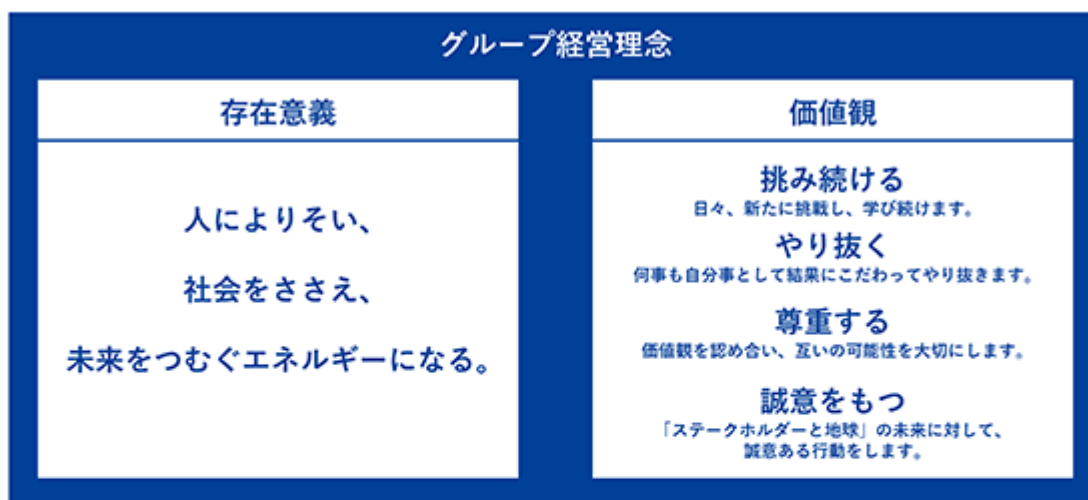 グループ経営理念
存在意義
人によりそい、
社会をささえ、
未来をつむぐエネルギーになる。
価値観
挑み続ける
日々、新たに挑戦し、学び続けます。
やり抜く
何事も自分事として結果にこだわってやり抜きます。
尊重する
価値観を認め合い、互いの可能性を大切にします。
誠意をもつ
「ステークホルダーと地球」の未来に対して、
誠意ある行動をします。